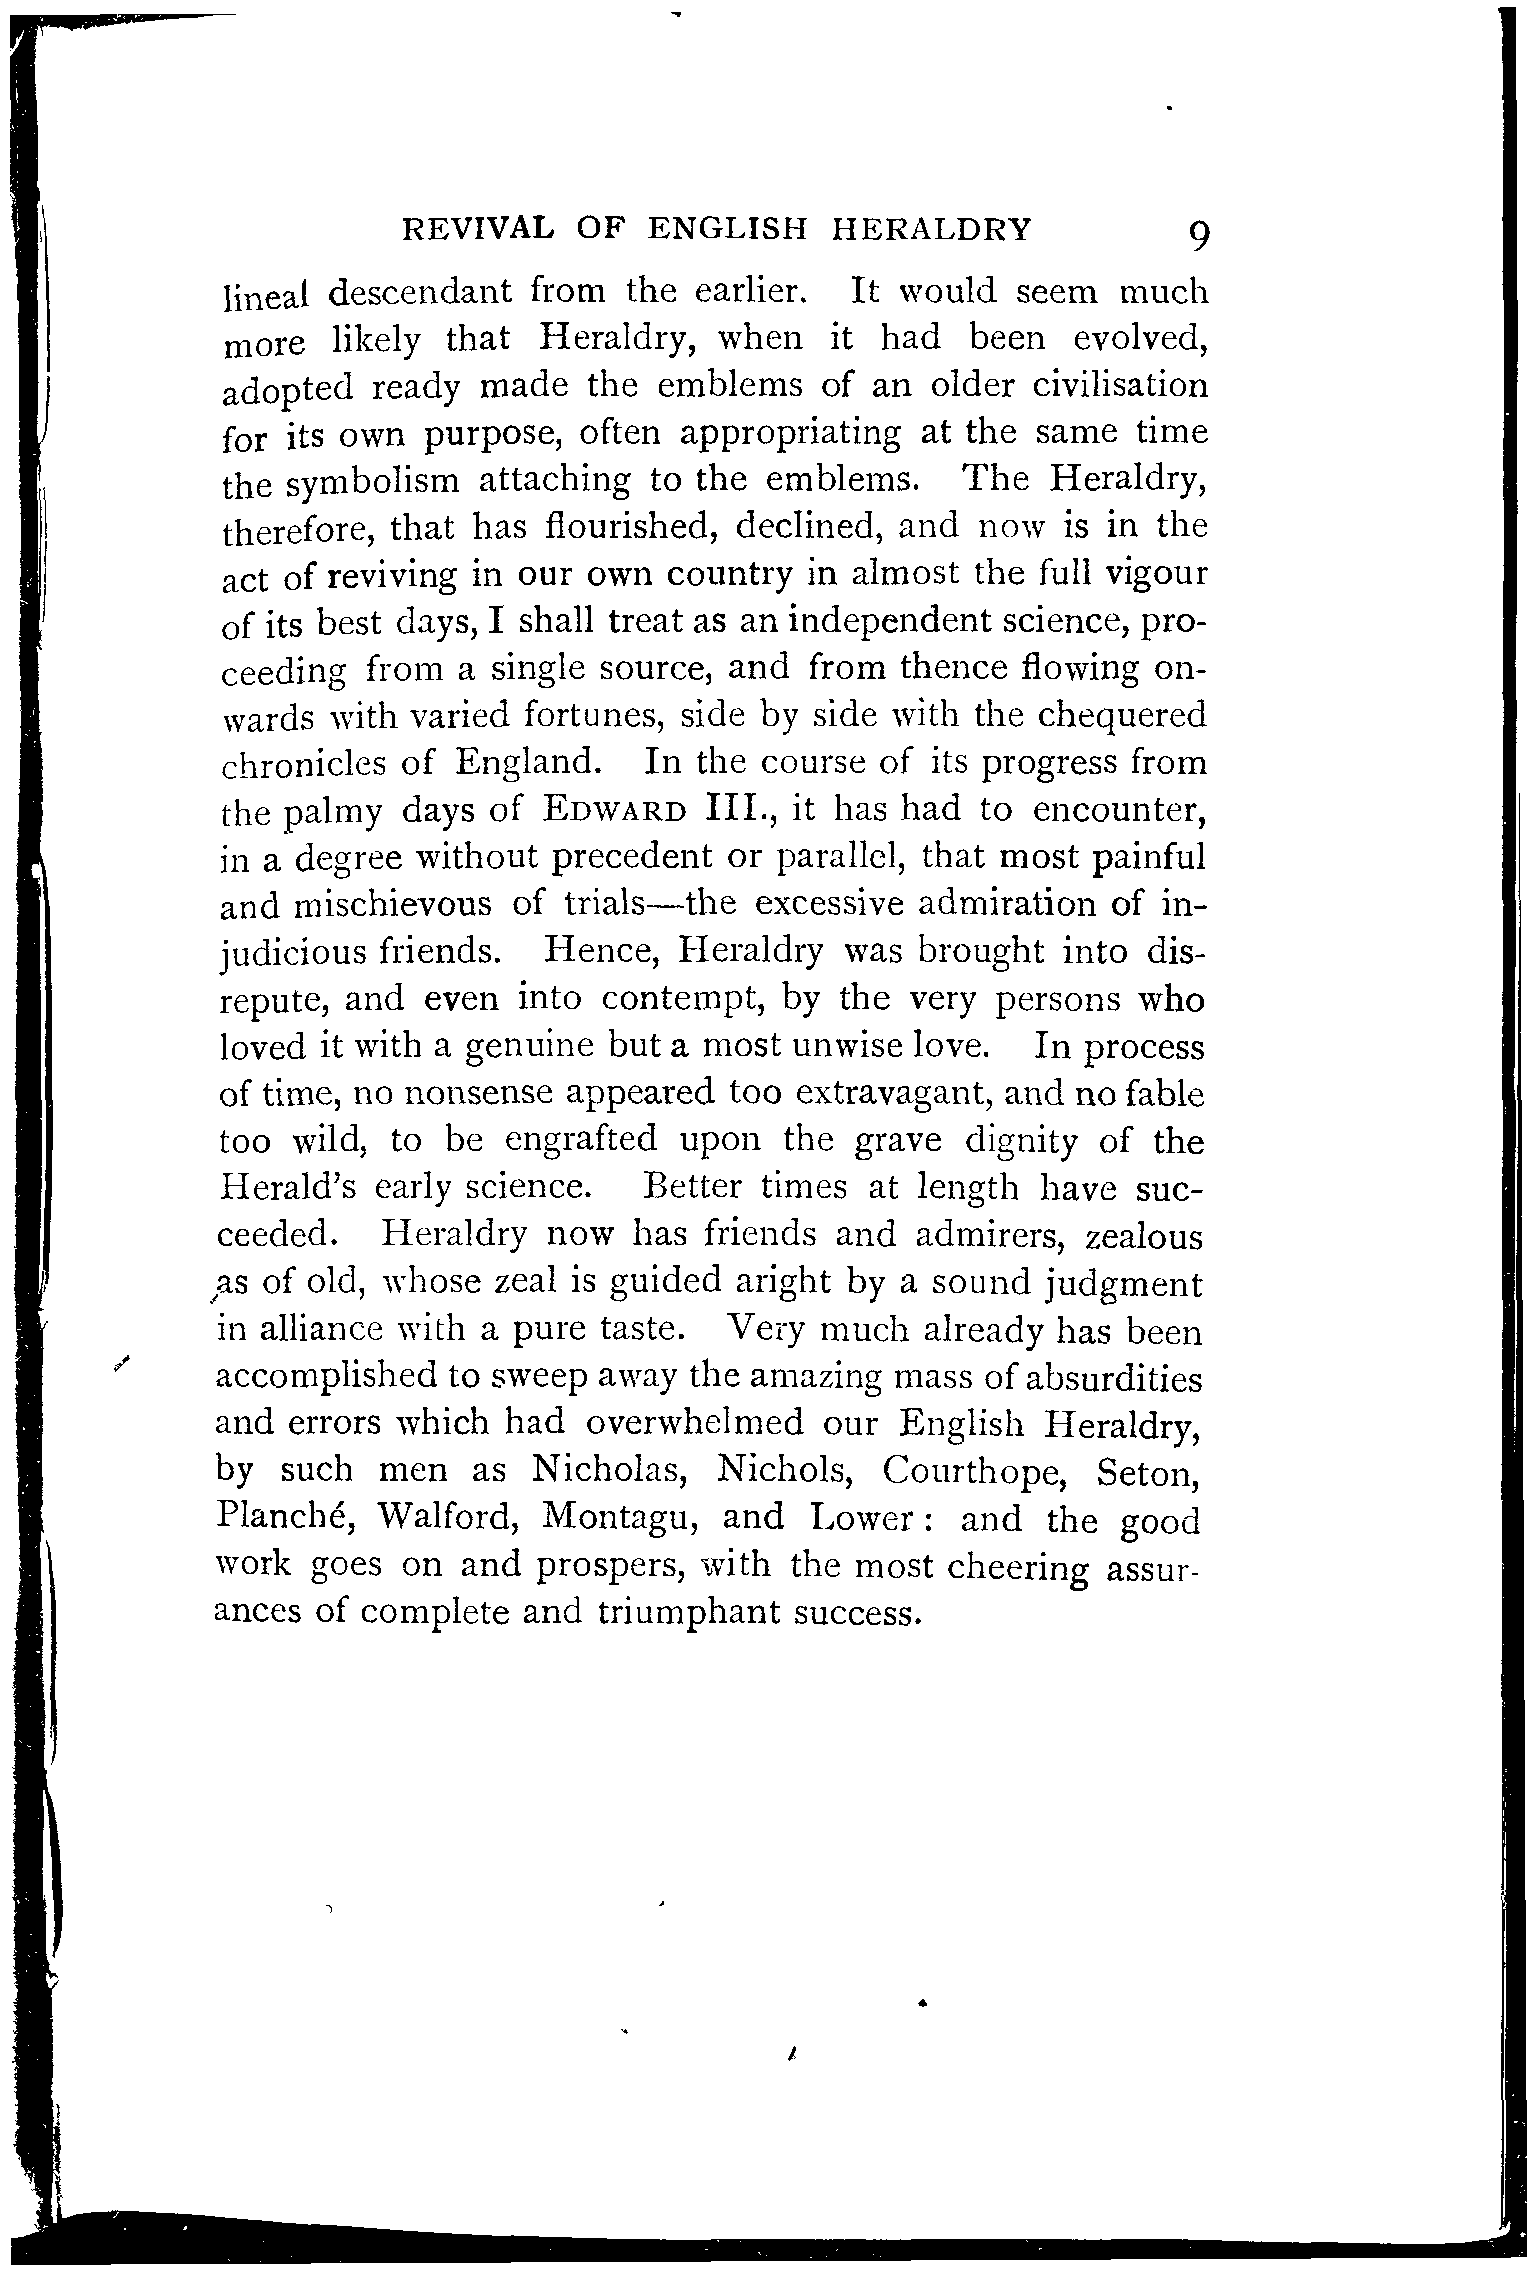 REVIVAL OF ENGLISH HERALDRY 9
lineal descendant from the earlier. It would seem much
more likely that Heraldry, when it had been evolved,
adopted ready made the emblems of an older civilisation
for its own purpose, often appropriating at the same time
the symbolism attaching to the emblems. The Heraldry,
therefore, that has flourished, declined, and now is in the
act of reviving in our own country in almost the full vigour
of its best days, I shall treat as an independent science, pro-
ceeding from a single source, and from thence flowing on-
wards with varied fortunes, side by side with the chequered
chronicles of England. In the course of its progress from
the palmy days of EDWARD III., it has had to encounter,
in a degree without precedent or parallel, that most painful
and mischievous of trials—the excessive admiration of in-
judicious friends. Hence, Heraldry was brought into dis-
repute, and even into contempt, by the very persons who
loved it with a genuine but a most unwise love. In process
of time, no nonsense appeared too extravagant, and no fable
too wild, to be engrafted upon the grave dignity of the
Herald's early science. Better times at length have suc-
ceeded. Heraldry now has friends and admirers, zealous
as of old, whose zeal is guided aright by a sound judgment
in alliance with a pure taste. Very much already has been
accomplished to sweep away the amazing mass of absurdities
and errors which had overwhelmed our English Heraldry,
by such men as Nicholas, Nichols, Courthope, Seton,
Planché, Walford, Montagu, and Lower: and the good
work goes on and prospers, with the most cheering assur-
ances of complete and triumphant success.